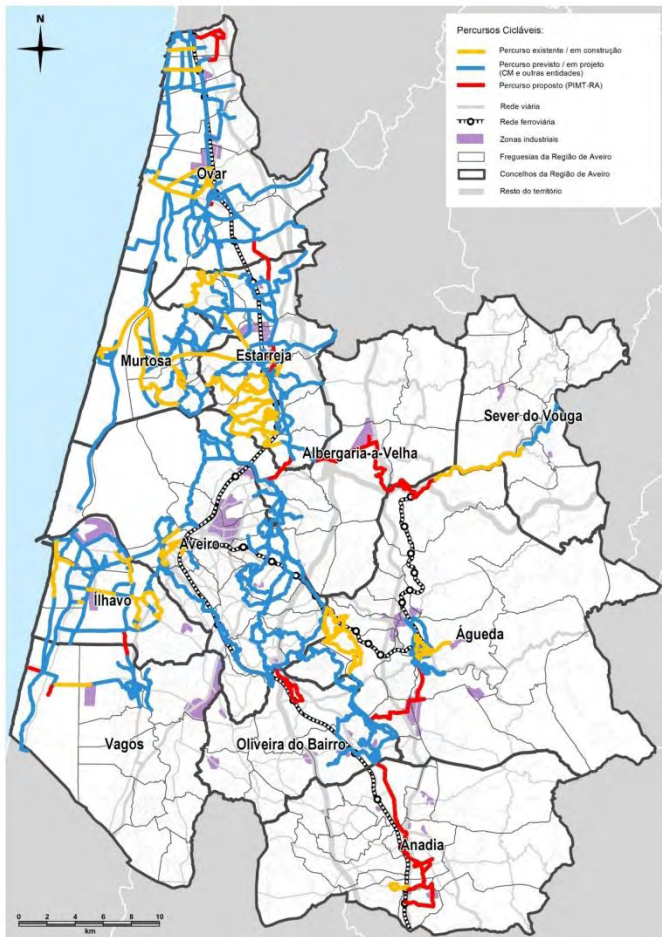 N
Percursos Cicláveis:
Percurso existente / em construção
Percurso previsto / em projeto
(CM e outras entidades)
Percurso proposto (PIMT-RA)
Rede viária
Rede ferroviária
Zonas industriais
Freguesias da Região de Aveiro
Concelhos da Região de Aveiro
Resto do território
Ovar
Murtosa
Estarreja
Sever do Vouga
Albergaria-a-Velha
Aveiro
Ílhavo
Águeda
Vagos
Oliveira do Bairro
Anadia
0 2 4 6 8 10
km